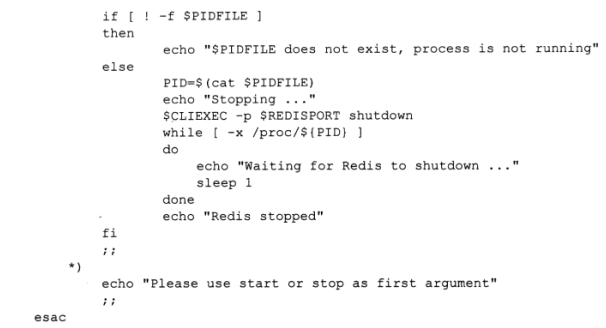 if [ ! -f $PIDFILE ]
then
echo "$PIDFILE does not exist, process is not running"
else
PID=$(cat $PIDFILE)
echo "Stopping ..."
$CLIEXEC -p $REDISPORT shutdown
while [ -x /proc/${PID} ]
do
echo "Waiting for Redis to shutdown ..."
sleep 1
done
echo "Redis stopped"
fi
;;
*)
echo "Please use start or stop as first argument"
;;
esac